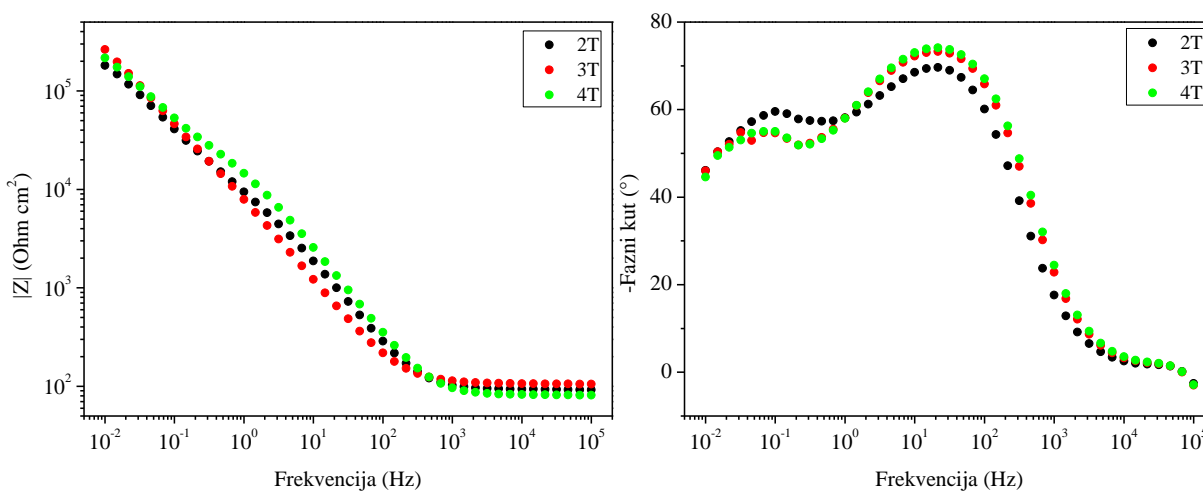 |Z| (Ohm cm²)
10⁵
10⁴
10³
10²
10⁻² 10⁻¹ 10⁰ 10¹ 10² 10³ 10⁴ 10⁵
Frekvencija (Hz)
2T
3T
4T
-Fazni kut (°)
80
60
40
20
0
10⁻² 10⁻¹ 10⁰ 10¹ 10² 10³ 10⁴
Frekvencija (Hz)
2T
3T
4T